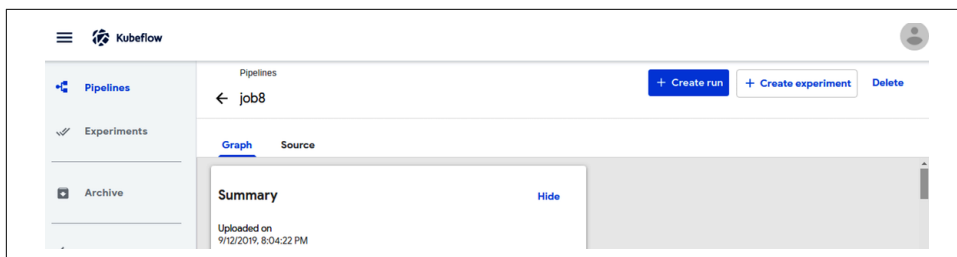 Kubeflow
Pipelines
Experiments
Archive
Pipelines
job8
+ Create run
+ Create experiment
Delete
Graph
Source
Summary
Hide
Uploaded on
9/12/2019, 8:04:22 PM